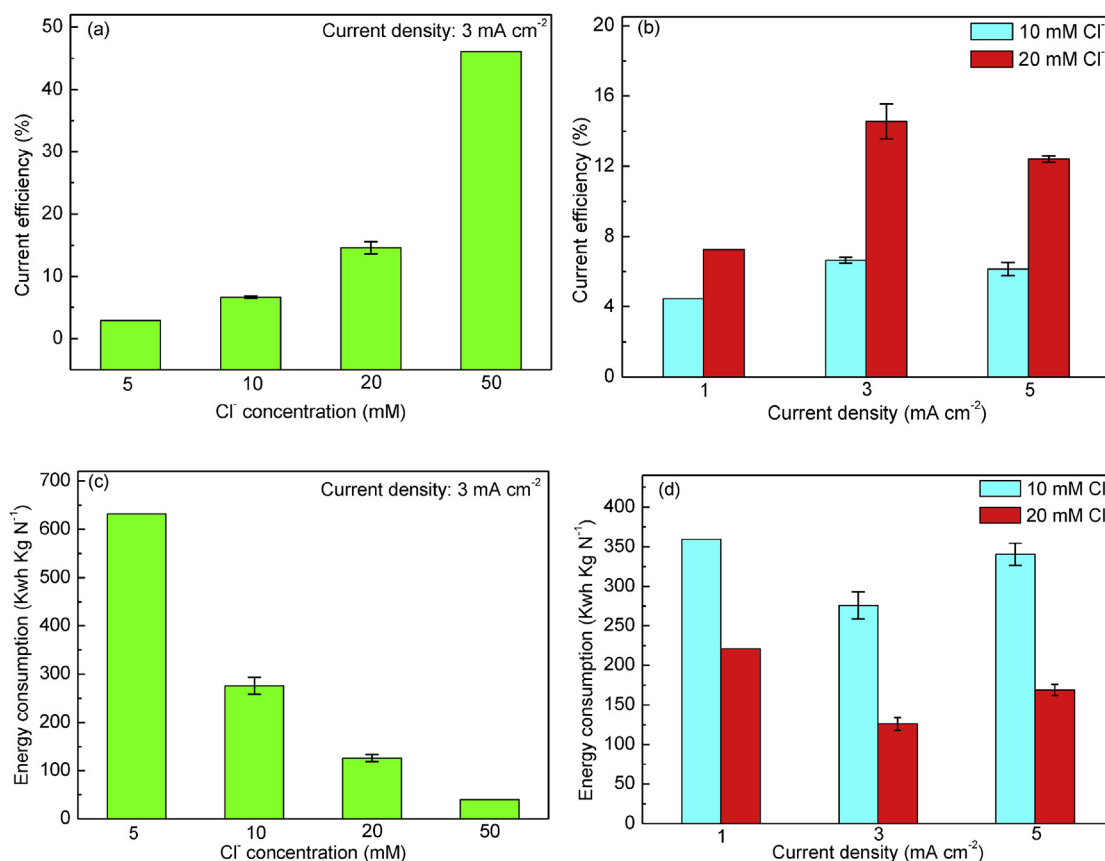 (a)
Current density: 3 mA cm⁻²
50
40
30
20
10
0
Current efficiency (%)
5 10 20 50
Cl⁻ concentration (mM)
(b)
10 mM Cl⁻
20 mM Cl⁻
20
16
12
8
4
0
Current efficiency (%)
1 3 5
Current density (mA cm⁻²)
(c)
Current density: 3 mA cm⁻²
700
600
500
400
300
200
100
0
Energy consumption (Kwh Kg N⁻¹)
5 10 20 50
Cl⁻ concentration (mM)
(d)
10 mM Cl
20 mM Cl
400
350
300
250
200
150
100
50
0
Energy consumption (Kwh Kg N⁻¹)
1 3 5
Current density (mA cm⁻²)